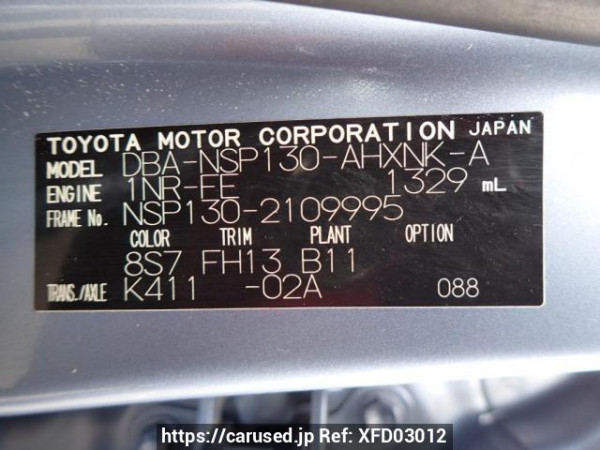 TOYOTA MOTOR CORPORATION JAPAN
MODEL DBA-NSP130-AHXNK-A
ENGINE 1NR-FE 1329 mL
FRAME No. NSP130-2109995
COLOR TRIM PLANT OPTION
8S7 FH13 B11
TRANS./AXLE K411 -02A 088
https://carused.jp Ref: XFD03012